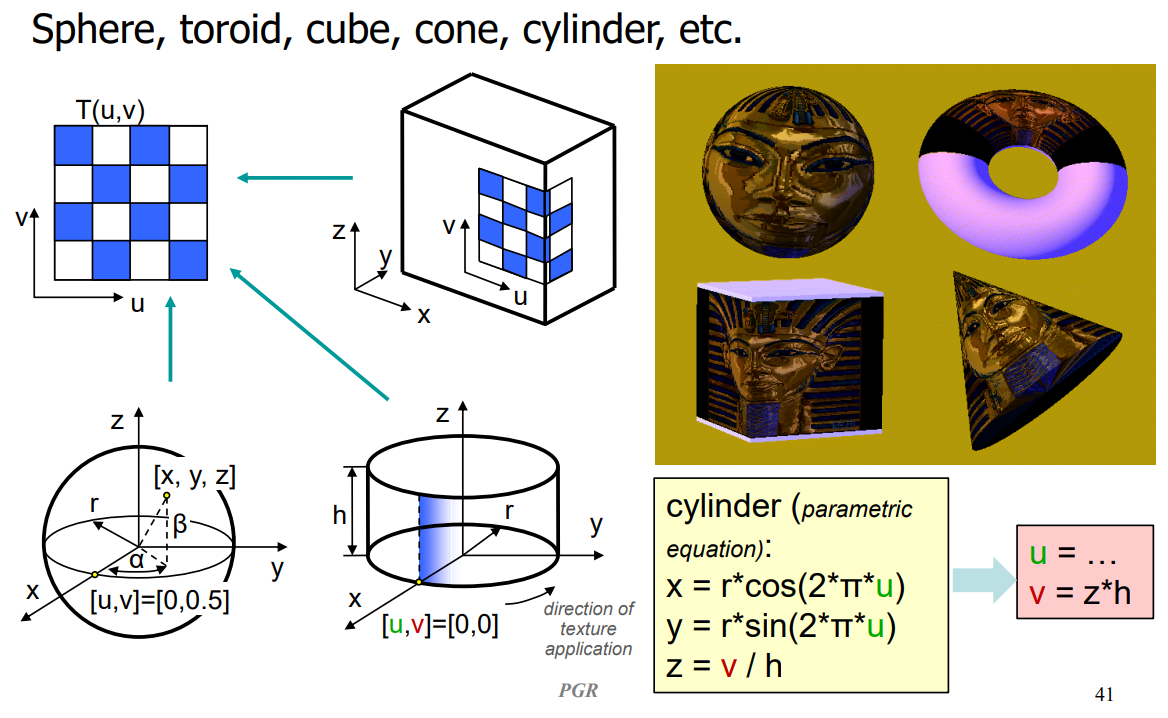 Sphere, toroid, cube, cone, cylinder, etc.
T(u,v)
v
u
z
y
x
v
u
z
[x, y, z]
r
β
α
x
y
[u,v]=[0,0.5]
z
h
r
y
x
[u,v]=[0,0]
direction of
texture
application
cylinder (parametric
equation):
x = r*cos(2*π*u)
y = r*sin(2*π*u)
z = v / h
u = …
v = z*h
PGR
41